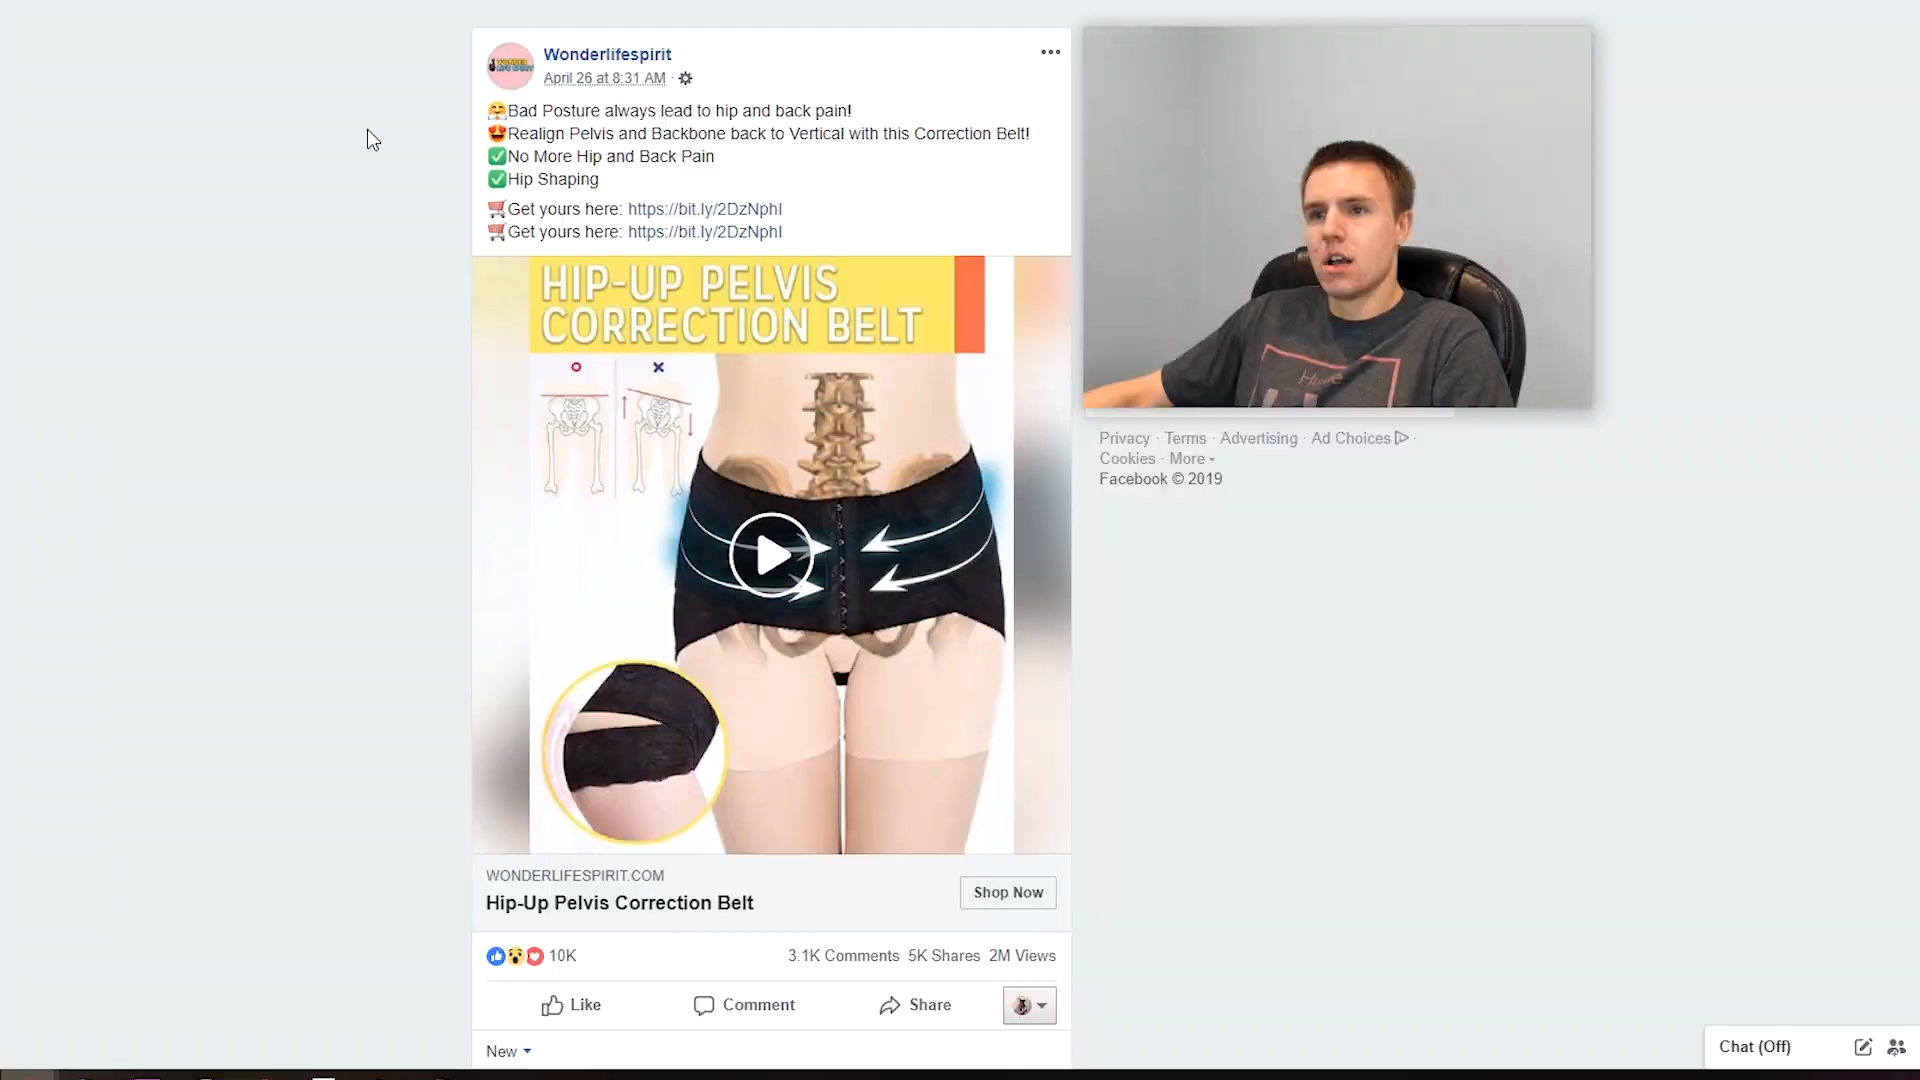 Wonderlifespirit
April 26 at 8:31 AM ·
Bad Posture always lead to hip and back pain!
Realign Pelvis and Backbone back to Vertical with this Correction Belt!
No More Hip and Back Pain
Hip Shaping
Get yours here: https://bit.ly/2DzNphI
Get yours here: https://bit.ly/2DzNphI
HIP-UP PELVIS
CORRECTION BELT
WONDERLIFESPIRIT.COM
Hip-Up Pelvis Correction Belt
Shop Now
10K
3.1K Comments 5K Shares 2M Views
Like
Comment
Share
New
Privacy · Terms · Advertising · Ad Choices ·
Cookies · More
Facebook © 2019
Chat (Off)